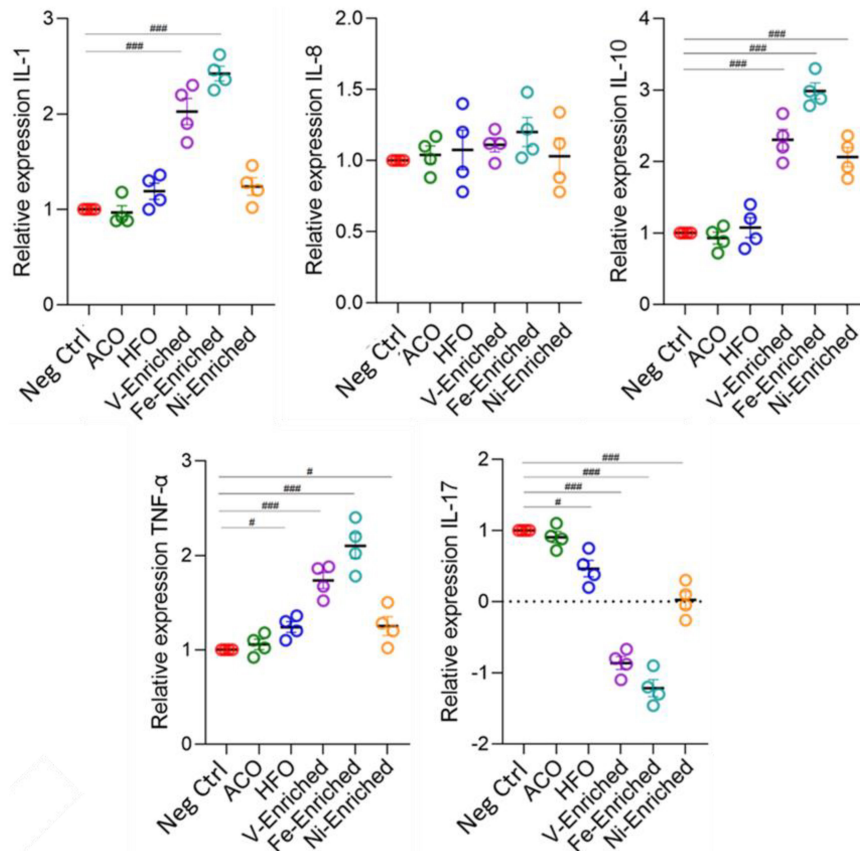 Relative expression IL-1
3
2
1
0
###
###
Neg Ctrl
ACO
HFO
V-Enriched
Fe-Enriched
Ni-Enriched
Relative expression IL-8
2.0
1.5
1.0
0.5
0.0
Neg Ctrl
ACO
HFO
V-Enriched
Fe-Enriched
Ni-Enriched
Relative expression IL-10
4
3
2
1
0
###
###
###
Neg Ctrl
ACO
HFO
V-Enriched
Fe-Enriched
Ni-Enriched
Relative expression TNF-α
3
2
1
0
#
###
###
#
Neg Ctrl
ACO
HFO
V-Enriched
Fe-Enriched
Ni-Enriched
Relative expression IL-17
2
1
0
-1
-2
###
###
###
#
Neg Ctrl
ACO
HFO
V-Enriched
Fe-Enriched
Ni-Enriched